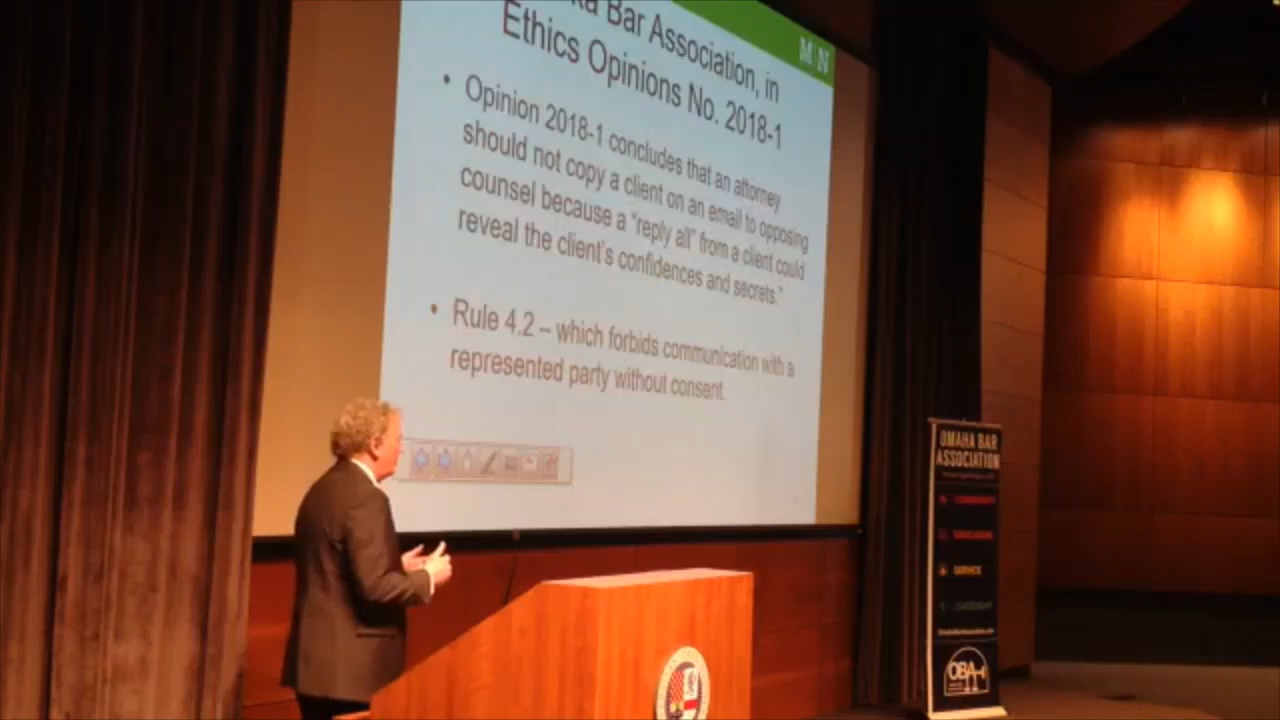 ka Bar Association, in
Ethics Opinions No. 2018-1
M N
• Opinion 2018-1 concludes that an attorney
should not copy a client on an email to opposing
counsel because a “reply all” from a client could
reveal the client’s confidences and secrets.”
• Rule 4.2 – which forbids communication with a
represented party without consent.
OMAHA BAR
ASSOCIATION
SERVICE
LEADERSHIP
OBA